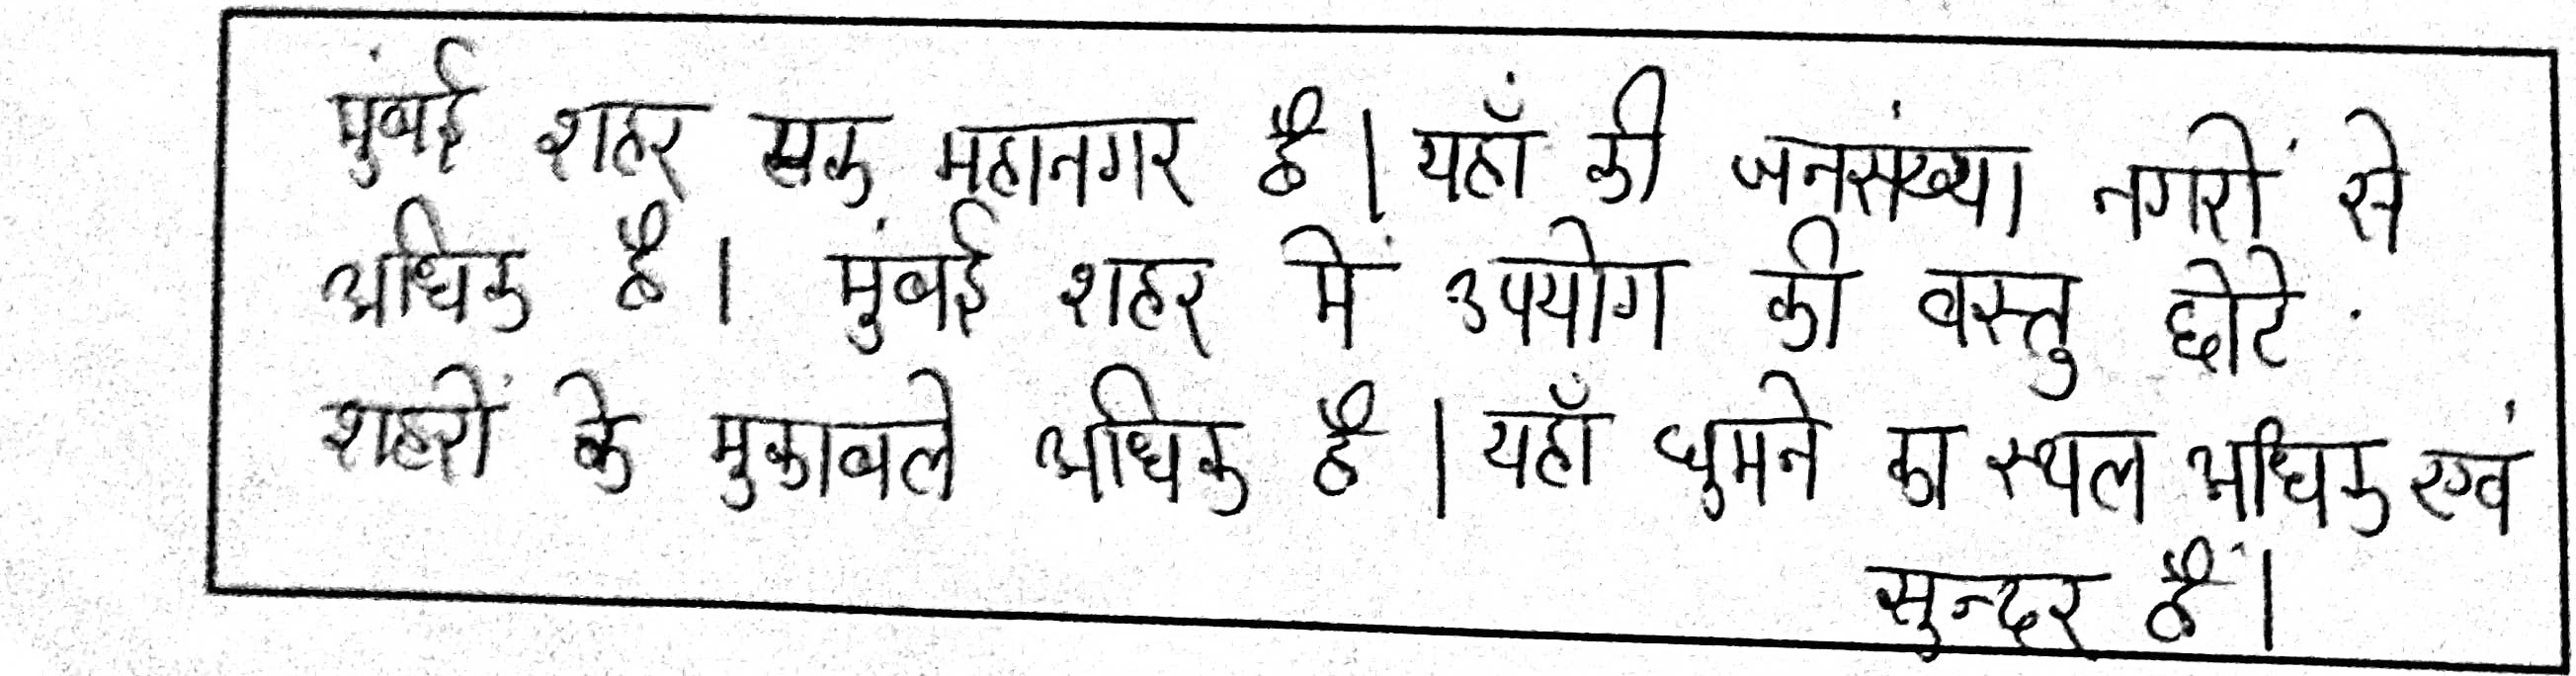 मुंबई शहर एक महानगर है। यहाँ की जनसंख्या नगरों से
अधिक है। मुंबई शहर में उपयोग की वस्तु छोटे
शहरों के मुकाबले अधिक है। यहाँ घुमने का स्थल अधिक एवं
सुन्दर हैं।